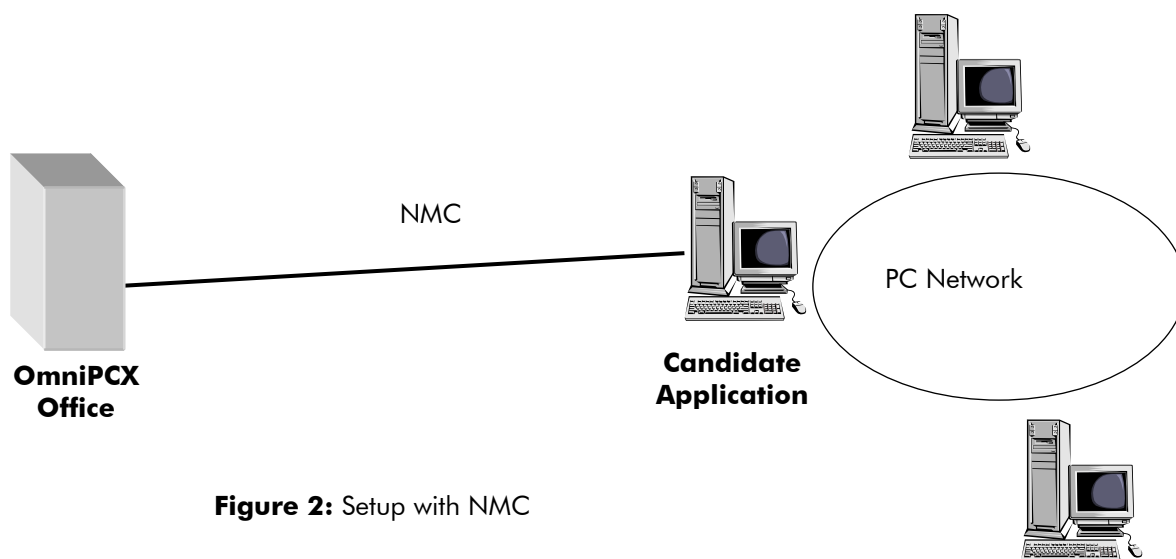 NMC
PC Network
OmniPCX
Office
Candidate
Application
Figure 2: Setup with NMC